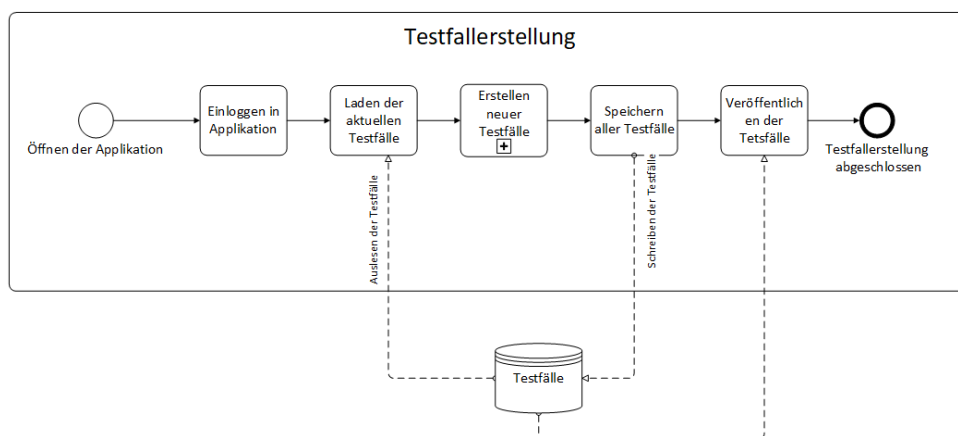 Testfallerstellung
Öffnen der Applikation
Einloggen in
Applikation
Laden der
aktuellen
Testfälle
Erstellen
neuer
Testfälle
Speichern
aller Testfälle
Veröffentlich
en der
Tetsfälle
Testfallerstellung
abgeschlossen
Auslesen der Testfälle
Schreiben der Testfälle
Testfälle